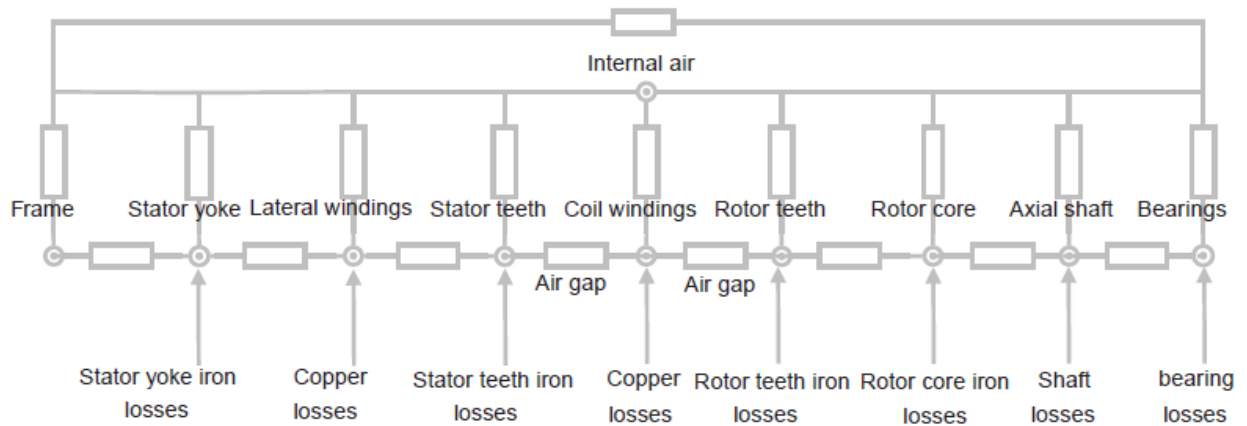 Internal air
Frame
Stator yoke
Lateral windings
Stator teeth
Coil windings
Rotor teeth
Rotor core
Axial shaft
Bearings
Air gap
Air gap
Stator yoke iron
losses
Copper
losses
Stator teeth iron
losses
Copper
losses
Rotor teeth iron
losses
Rotor core iron
losses
Shaft
losses
bearing
losses